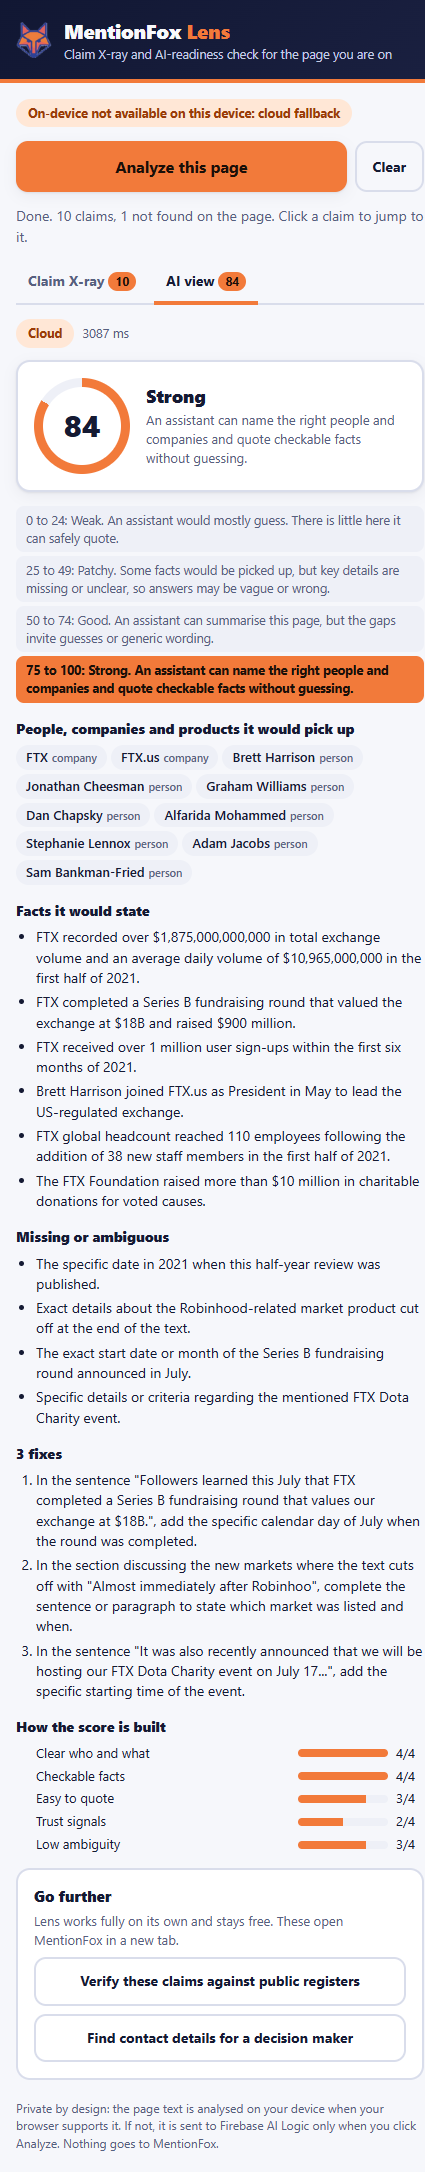 MentionFox Lens
Claim X-ray and AI-readiness check for the page you are on
On-device not available on this device: cloud fallback
Analyze this page
Clear
Done. 10 claims, 1 not found on the page. Click a claim to jump to
it.
Claim X-ray 10
AI view 84
Cloud 3087 ms
84
Strong
An assistant can name the right people and
companies and quote checkable facts
without guessing.
0 to 24: Weak. An assistant would mostly guess. There is little here it
can safely quote.
25 to 49: Patchy. Some facts would be picked up, but key details are
missing or unclear, so answers may be vague or wrong.
50 to 74: Good. An assistant can summarise this page, but the gaps
invite guesses or generic wording.
75 to 100: Strong. An assistant can name the right people and
companies and quote checkable facts without guessing.
People, companies and products it would pick up
FTX company FTX.us company Brett Harrison person
Jonathan Cheesman person Graham Williams person
Dan Chapsky person Alfarida Mohammed person
Stephanie Lennox person Adam Jacobs person
Sam Bankman-Fried person
Facts it would state
• FTX recorded over $1,875,000,000,000 in total exchange
volume and an average daily volume of $10,965,000,000 in the
first half of 2021.
• FTX completed a Series B fundraising round that valued the
exchange at $18B and raised $900 million.
• FTX received over 1 million user sign-ups within the first six
months of 2021.
• Brett Harrison joined FTX.us as President in May to lead the
US-regulated exchange.
• FTX global headcount reached 110 employees following the
addition of 38 new staff members in the first half of 2021.
• The FTX Foundation raised more than $10 million in charitable
donations for voted causes.
Missing or ambiguous
• The specific date in 2021 when this half-year review was
published.
• Exact details about the Robinhood-related market product cut
off at the end of the text.
• The exact start date or month of the Series B fundraising
round announced in July.
• Specific details or criteria regarding the mentioned FTX Dota
Charity event.
3 fixes
1. In the sentence "Followers learned this July that FTX
completed a Series B fundraising round that values our
exchange at $18B.", add the specific calendar day of July when
the round was completed.
2. In the section discussing the new markets where the text cuts
off with "Almost immediately after Robinhoo", complete the
sentence or paragraph to state which market was listed and
when.
3. In the sentence "It was also recently announced that we will be
hosting our FTX Dota Charity event on July 17...", add the
specific starting time of the event.
How the score is built
Clear who and what 4/4
Checkable facts 4/4
Easy to quote 3/4
Trust signals 2/4
Low ambiguity 3/4
Go further
Lens works fully on its own and stays free. These open
MentionFox in a new tab.
Verify these claims against public registers
Find contact details for a decision maker
Private by design: the page text is analysed on your device when your
browser supports it. If not, it is sent to Firebase AI Logic only when you click
Analyze. Nothing goes to MentionFox.